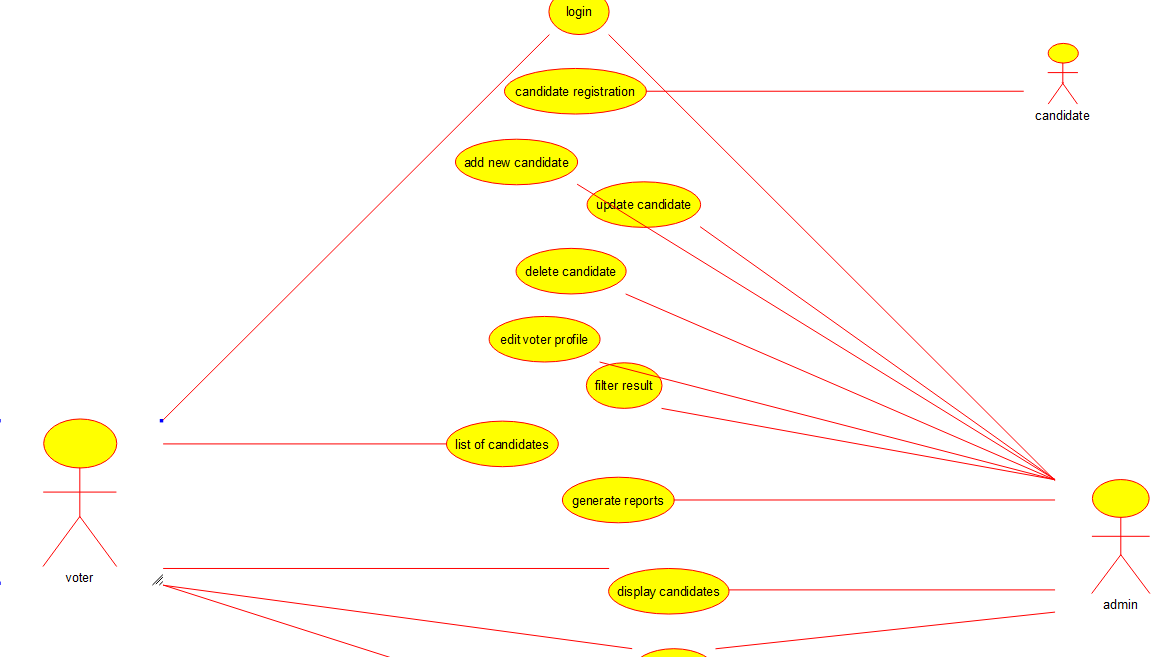 login
candidate registration
candidate
add new candidate
update candidate
delete candidate
edit voter profile
filter result
list of candidates
generate reports
voter
display candidates
admin